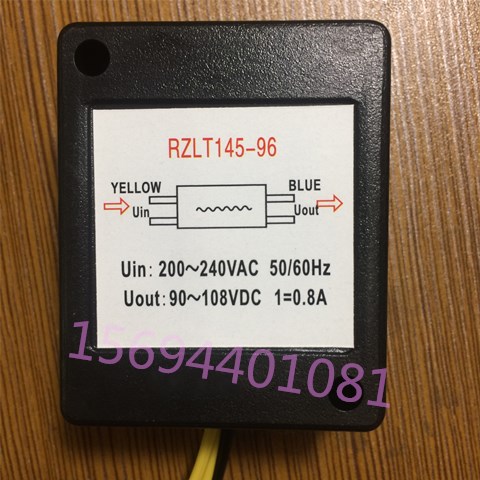 RZLT145-96
YELLOW BLUE
Uin Uout
Uin: 200～240VAC 50/60Hz
Uout: 90～108VDC 1=0.8A
15694401081